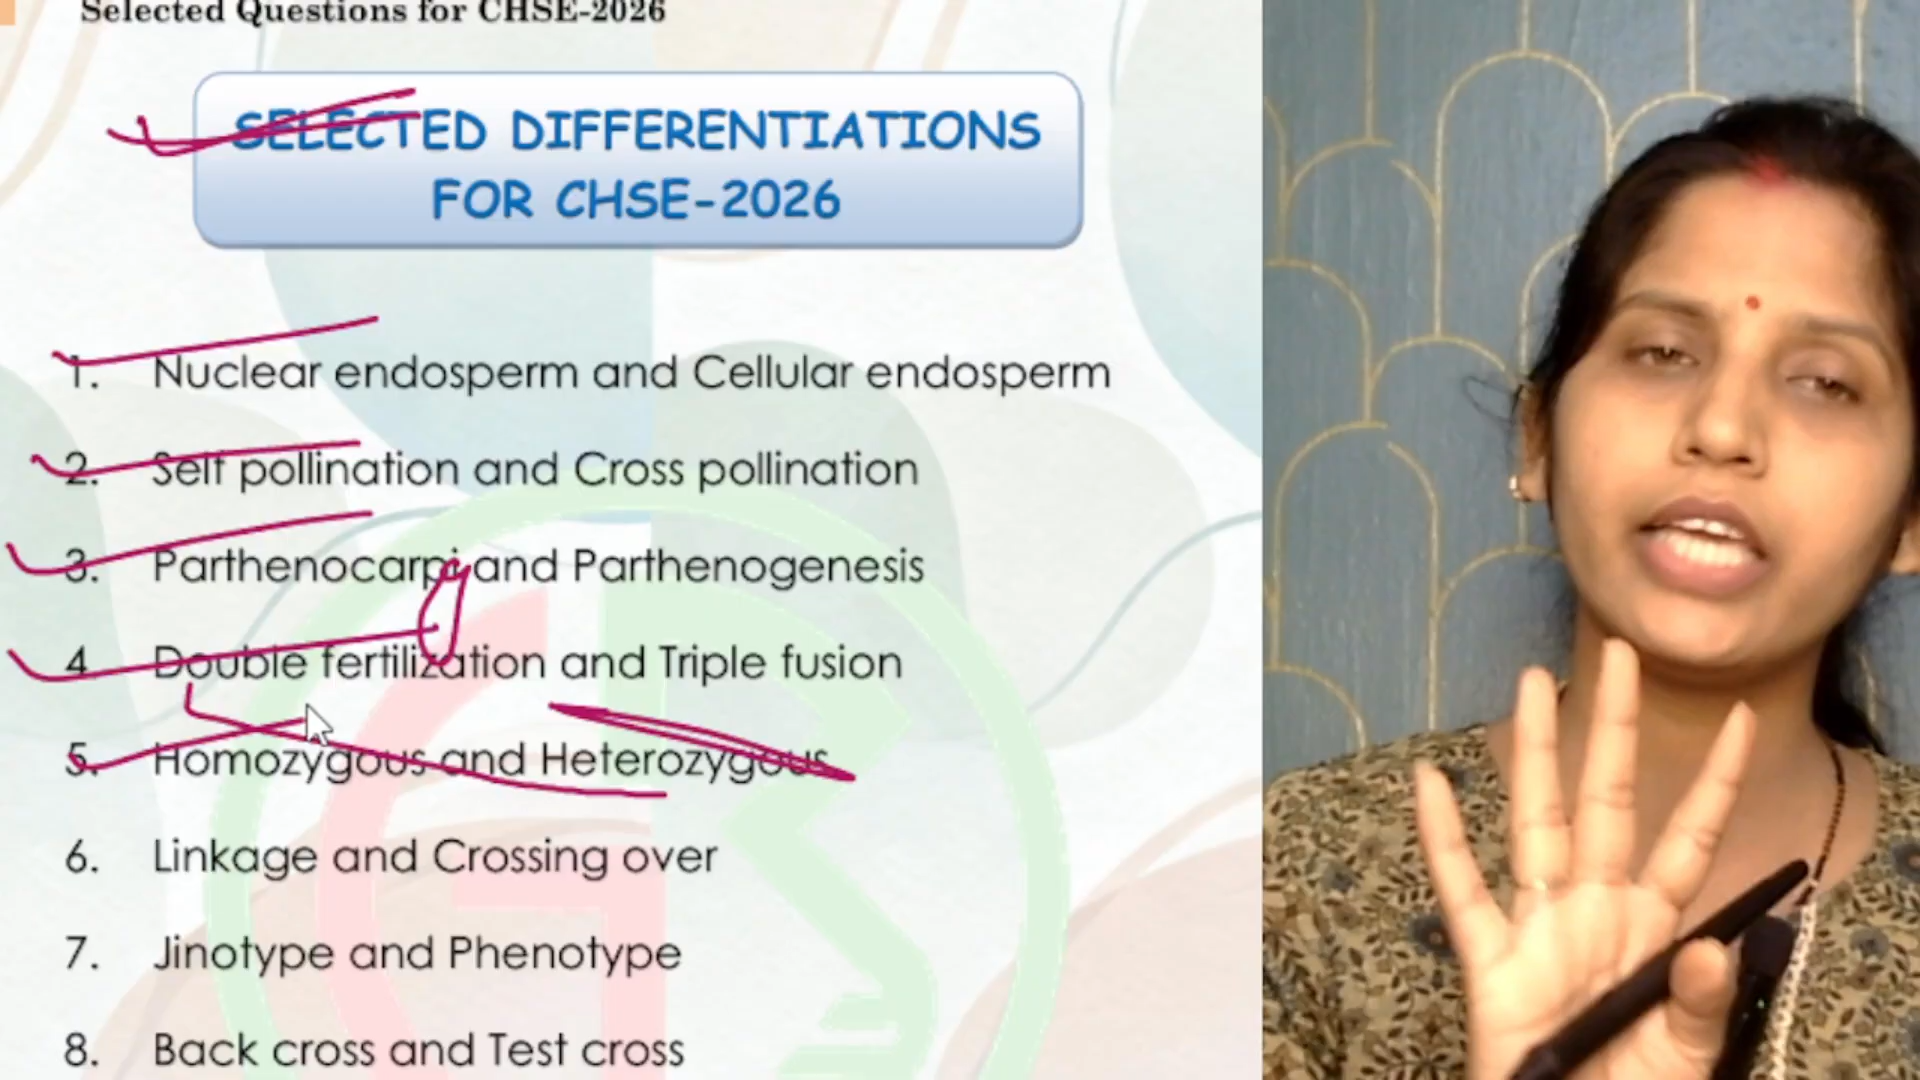 Selected Questions for CHSE-2026
SELECTED DIFFERENTIATIONS
FOR CHSE-2026
1. Nuclear endosperm and Cellular endosperm
2. Self pollination and Cross pollination
3. Parthenocarpi and Parthenogenesis
y
4. Double fertilization and Triple fusion
5. Homozygous and Heterozygous
6. Linkage and Crossing over
7. Jinotype and Phenotype
8. Back cross and Test cross